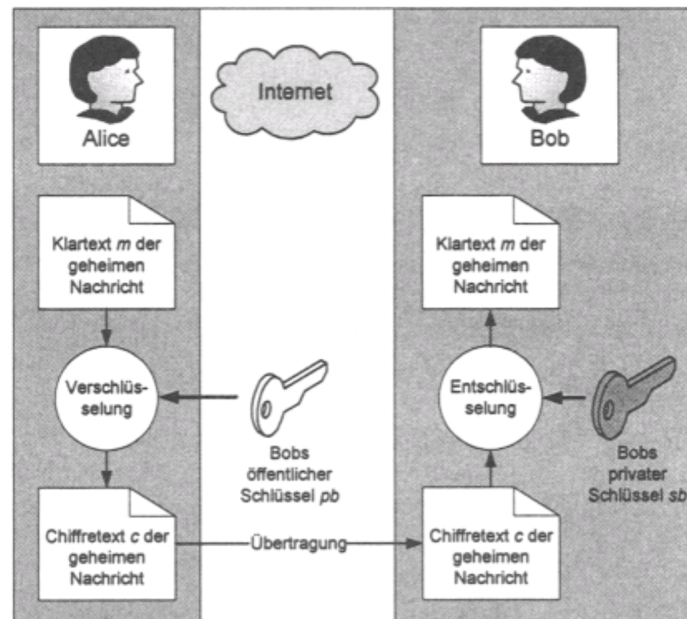 Alice
Internet
Bob
Klartext m der
geheimen
Nachricht
Klartext m der
geheimen
Nachricht
Verschlüs-
selung
Entschlüs-
selung
Bobs
öffentlicher
Schlüssel pb
Bobs
privater
Schlüssel sb
Chiffretext c der
geheimen
Nachricht
Übertragung
Chiffretext c der
geheimen
Nachricht